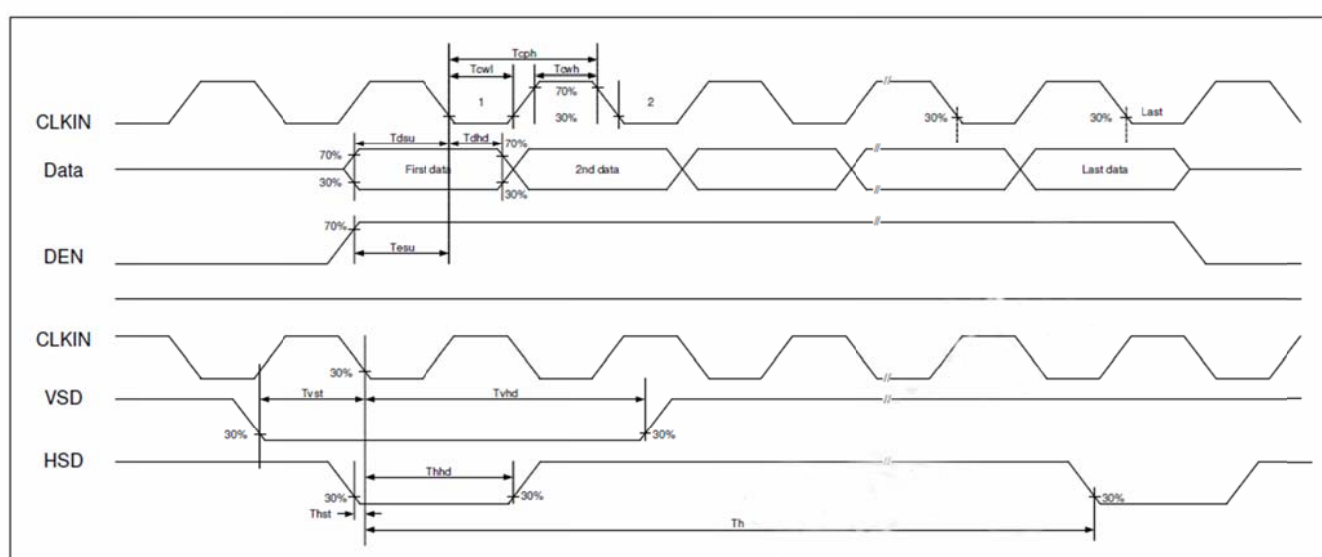 Tcph
Tcwl Tcwh
1 70% 2 //
CLKIN 30% 30% 30% Last
Tdsu Tdhd
70% 70%
Data First data 2nd data // Last data
30% 30%
70% //
DEN Tesu
CLKIN 30% //
VSD Tvst Tvhd //
30% 30%
HSD Thhd //
30% 30% 30%
Thst
Th